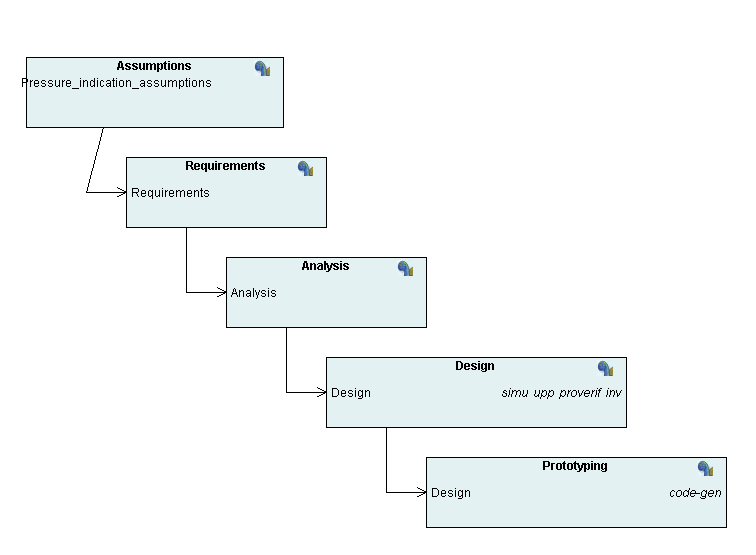 Assumptions
Pressure_indication_assumptions
Requirements
Requirements
Analysis
Analysis
Design
Design simu upp proverif inv
Prototyping
Design code-gen